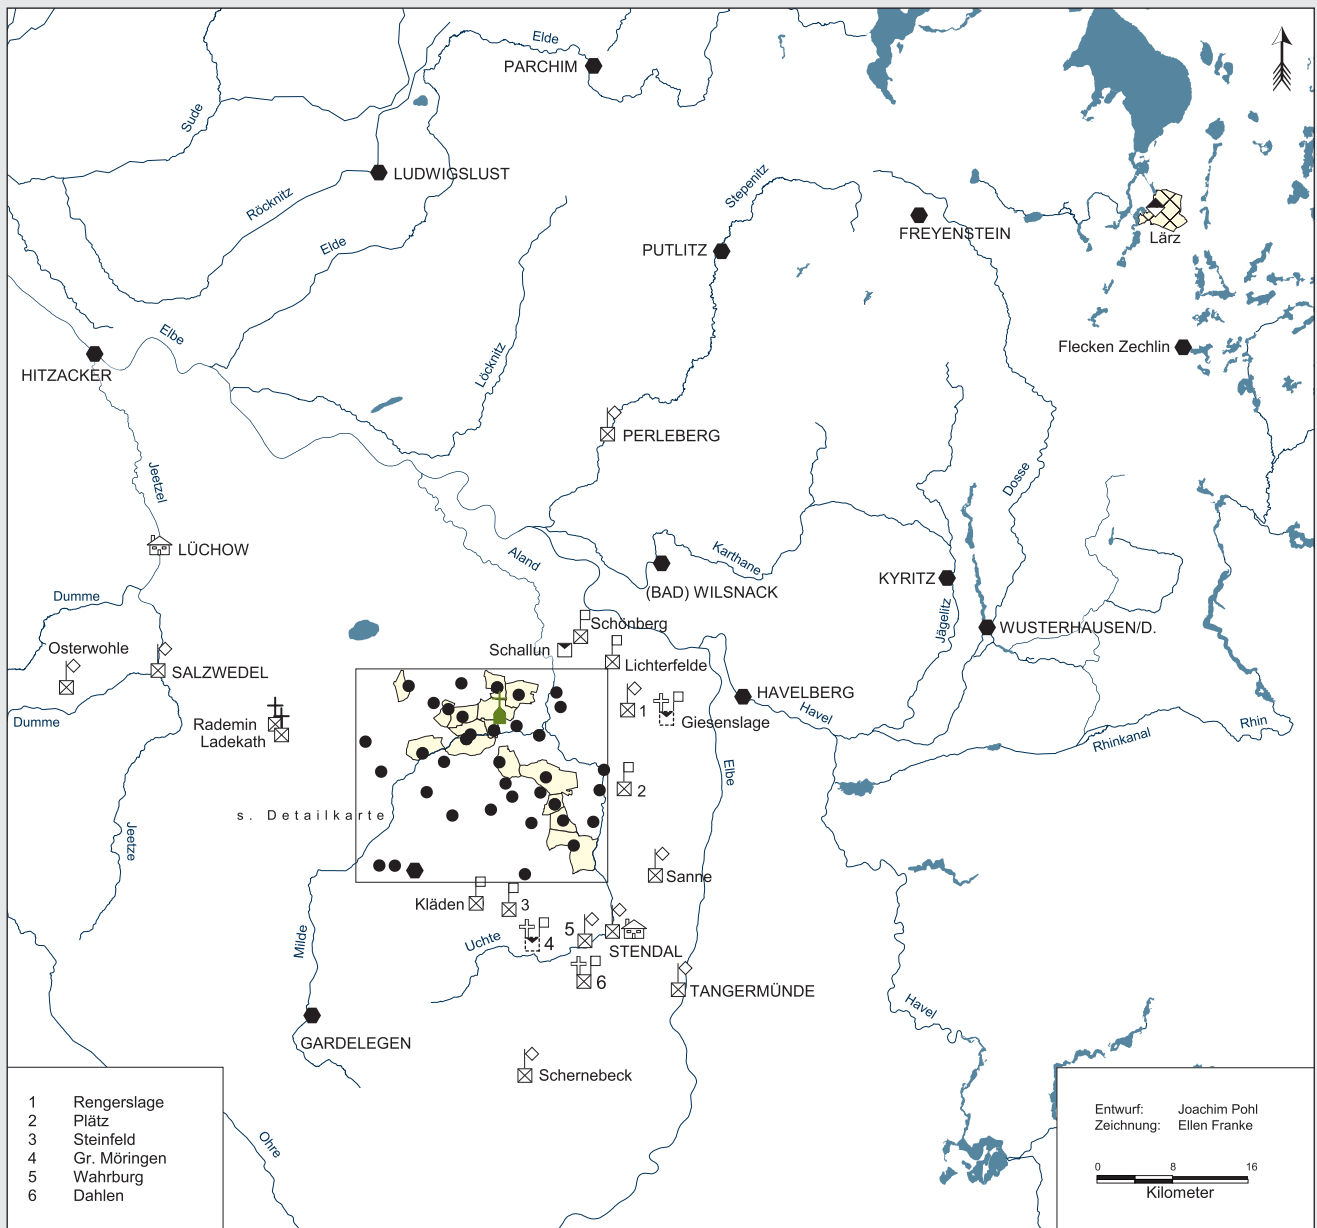 Elde
PARCHIM
Sude
LUDWIGSLUST
Röcknitz
Stepenitz
FREYENSTEIN
Lärz
Elde
PUTLITZ
Elbe
HITZACKER
Flecken Zechlin
Löcknitz
PERLEBERG
Jeetzel
Dosse
LÜCHOW
Aland
Karthane
KYRITZ
(BAD) WILSNACK
Dumme
Schönberg
Jägelitz
WUSTERHAUSEN/D.
Osterwohle
Schallun
Lichterfelde
SALZWEDEL
HAVELBERG
Dumme
Rademin
Ladekath
1
Giesenslage
Havel
Rhin
Rhinkanal
Elbe
2
s. Detailkarte
Jeetze
Sanne
Kläden
3
Milde
Uchte
4
5
STENDAL
6
TANGERMÜNDE
Havel
GARDELEGEN
Schernebeck
1 Rengerslage
2 Plätz
3 Steinfeld
4 Gr. Möringen
5 Wahrburg
6 Dahlen
Ohre
Entwurf: Joachim Pohl
Zeichnung: Ellen Franke
0 8 16
Kilometer